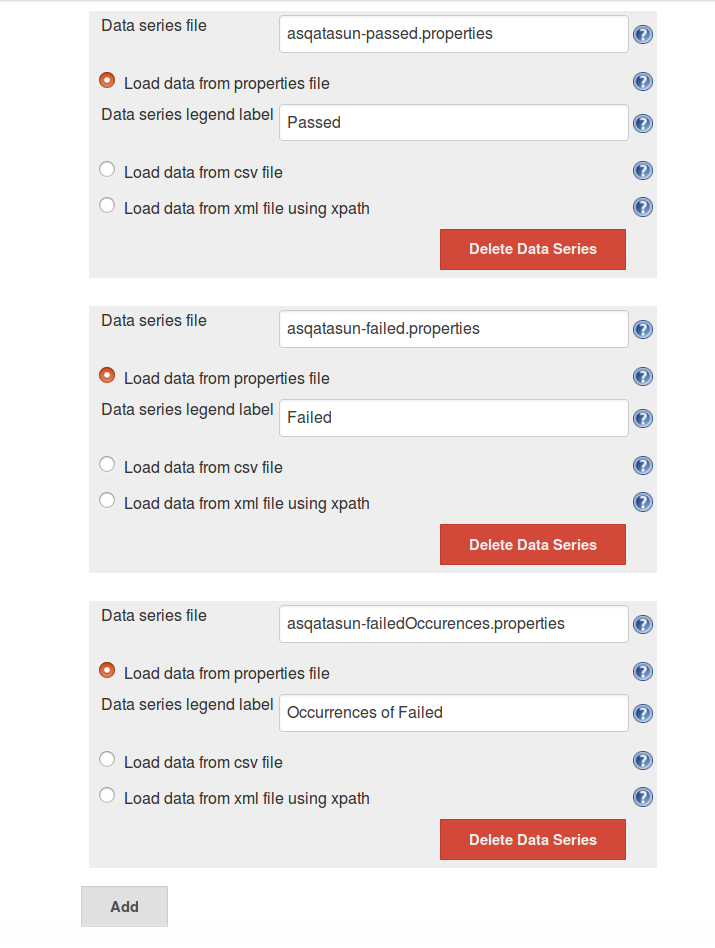 Data series file asqatasun-passed.properties
Load data from properties file
Data series legend label Passed
Load data from csv file
Load data from xml file using xpath
Delete Data Series
Data series file asqatasun-failed.properties
Load data from properties file
Data series legend label Failed
Load data from csv file
Load data from xml file using xpath
Delete Data Series
Data series file asqatasun-failedOccurences.properties
Load data from properties file
Data series legend label Occurrences of Failed
Load data from csv file
Load data from xml file using xpath
Delete Data Series
Add